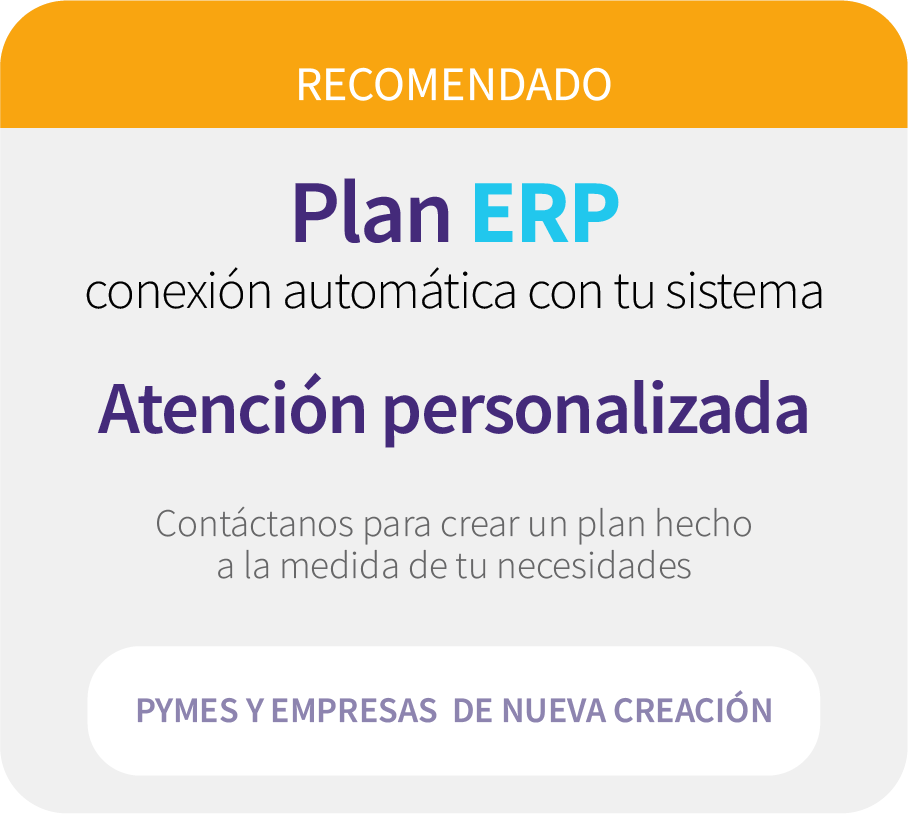 RECOMENDADO
Plan ERP
conexión automática con tu sistema
Atención personalizada
Contáctanos para crear un plan hecho
a la medida de tu necesidades
PYMES Y EMPRESAS DE NUEVA CREACIÓN